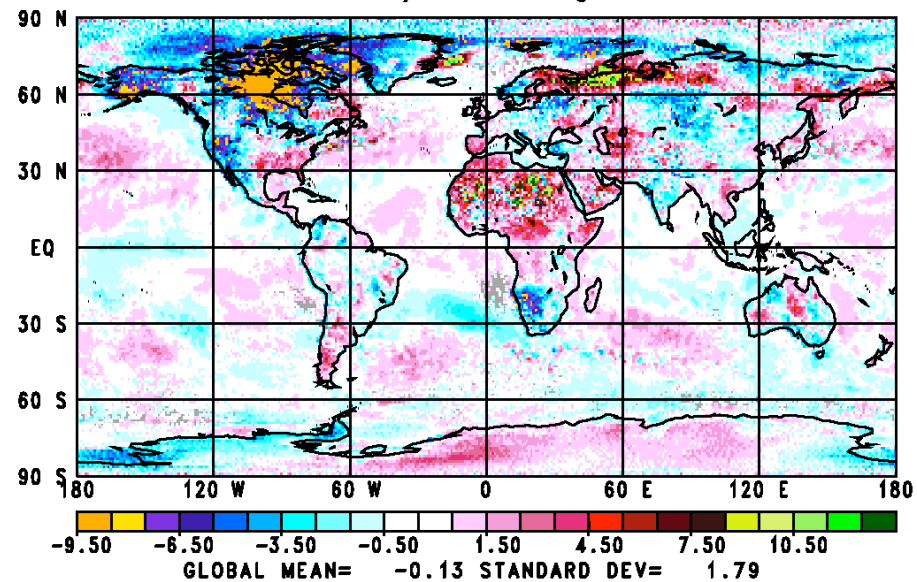 90 N
60 N
30 N
EQ
30 S
60 S
90 S
180 120 W 60 W 0 60 E 120 E 180
-9.50 -6.50 -3.50 -0.50 1.50 4.50 7.50 10.50
GLOBAL MEAN= -0.13 STANDARD DEV= 1.79